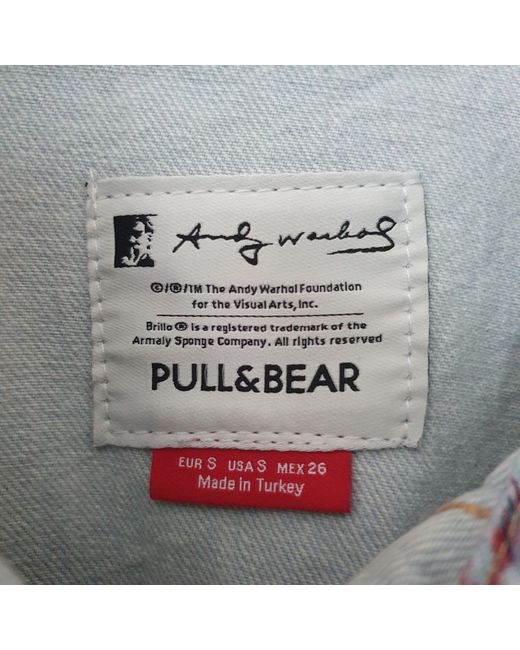 Andy Warhol
©/®/TM The Andy Warhol Foundation
for the Visual Arts, Inc.
Brillo ® is a registered trademark of the
Armaly Sponge Company. All rights reserved
PULL&BEAR
EUR S USA S MEX 26
Made in Turkey